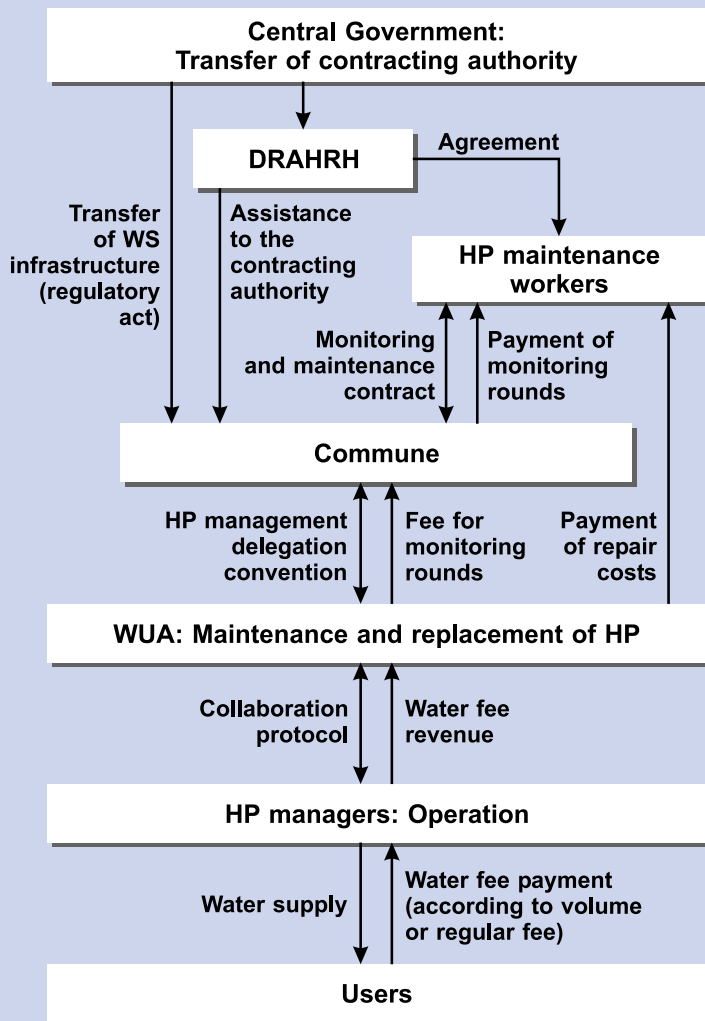 Central Government:
Transfer of contracting authority
DRAHRH
Agreement
Transfer
of WS
infrastructure
(regulatory
act)
Assistance
to the
contracting
authority
HP maintenance
workers
Monitoring
and maintenance
contract
Payment of
monitoring
rounds
Commune
HP management
delegation
convention
Fee for
monitoring
rounds
Payment
of repair
costs
WUA: Maintenance and replacement of HP
Collaboration
protocol
Water fee
revenue
HP managers: Operation
Water supply
Water fee payment
(according to volume
or regular fee)
Users